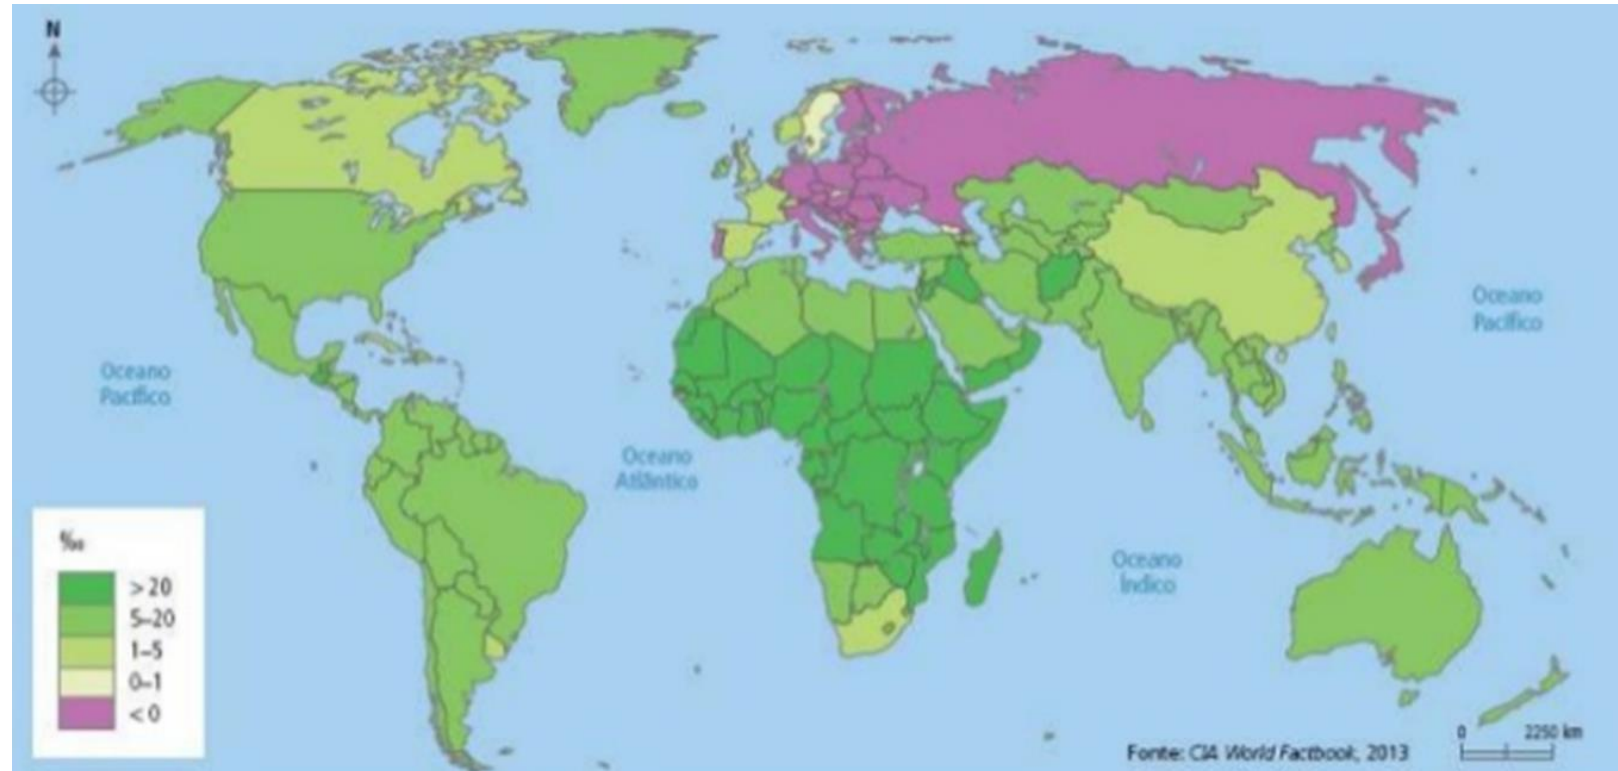 N
Oceano
Pacífico
Oceano
Pacífico
Oceano
Atlântico
Oceano
Índico
‰
> 20
5–20
1–5
0–1
< 0
0 2250 km
Fonte: CIA World Factbook, 2013